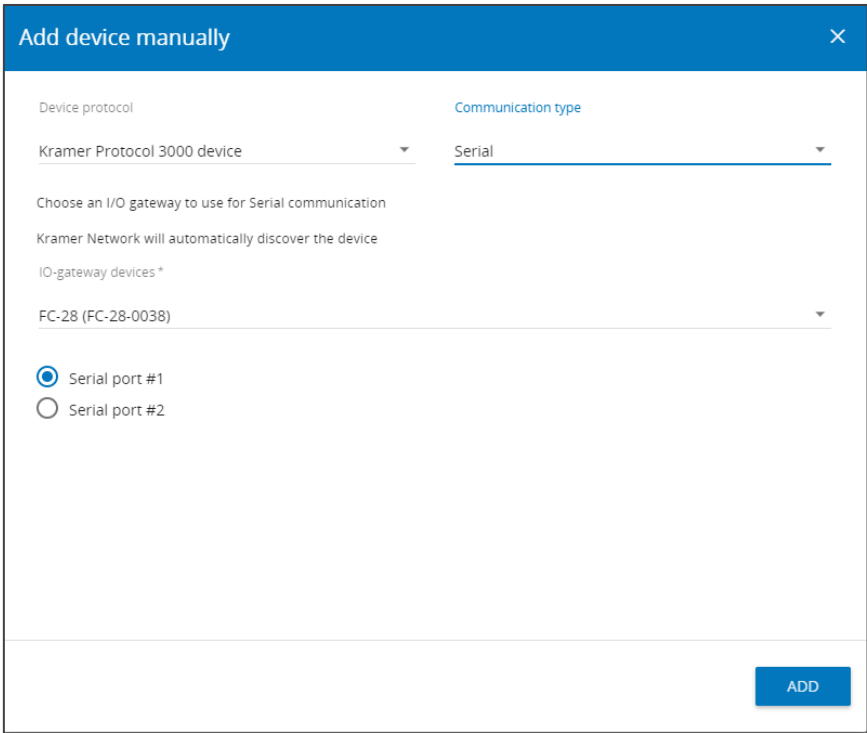 Add device manually
Device protocol
Communication type
Kramer Protocol 3000 device
Serial
Choose an I/O gateway to use for Serial communication
Kramer Network will automatically discover the device
IO-gateway devices *
FC-28 (FC-28-0038)
Serial port #1
Serial port #2
ADD